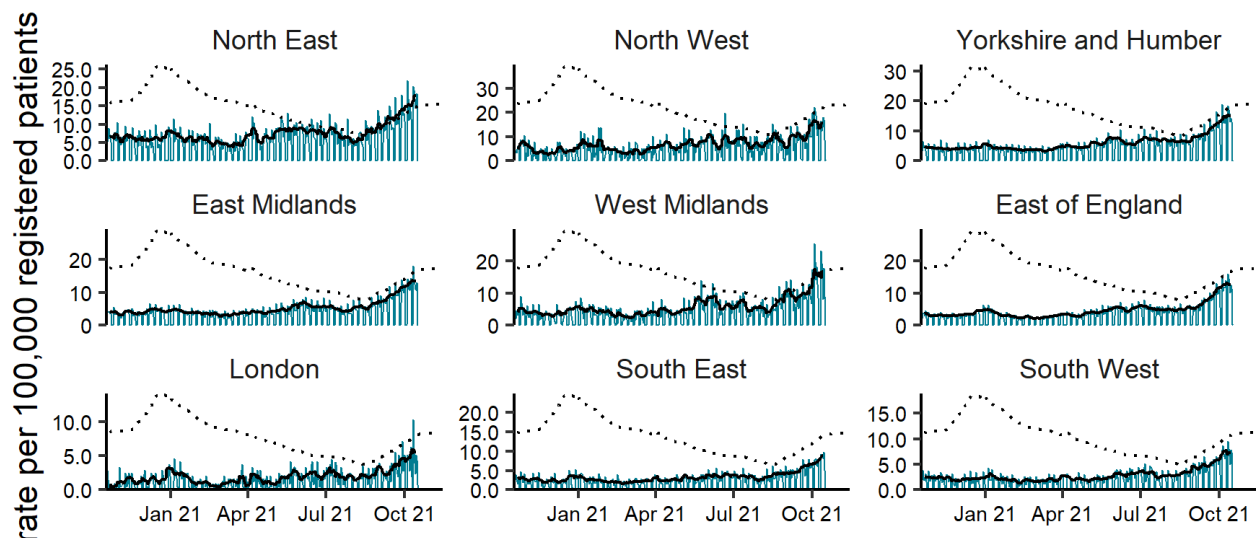 rate per 100,000 registered patients
North East
25.0
20.0
15.0
10.0
5.0
0.0
North West
30
20
10
0
Yorkshire and Humber
30
20
10
0
East Midlands
20
10
0
West Midlands
20
10
0
East of England
20
10
0
London
10.0
5.0
0.0
Jan 21 Apr 21 Jul 21 Oct 21
South East
20.0
15.0
10.0
5.0
0.0
Jan 21 Apr 21 Jul 21 Oct 21
South West
15.0
10.0
5.0
0.0
Jan 21 Apr 21 Jul 21 Oct 21